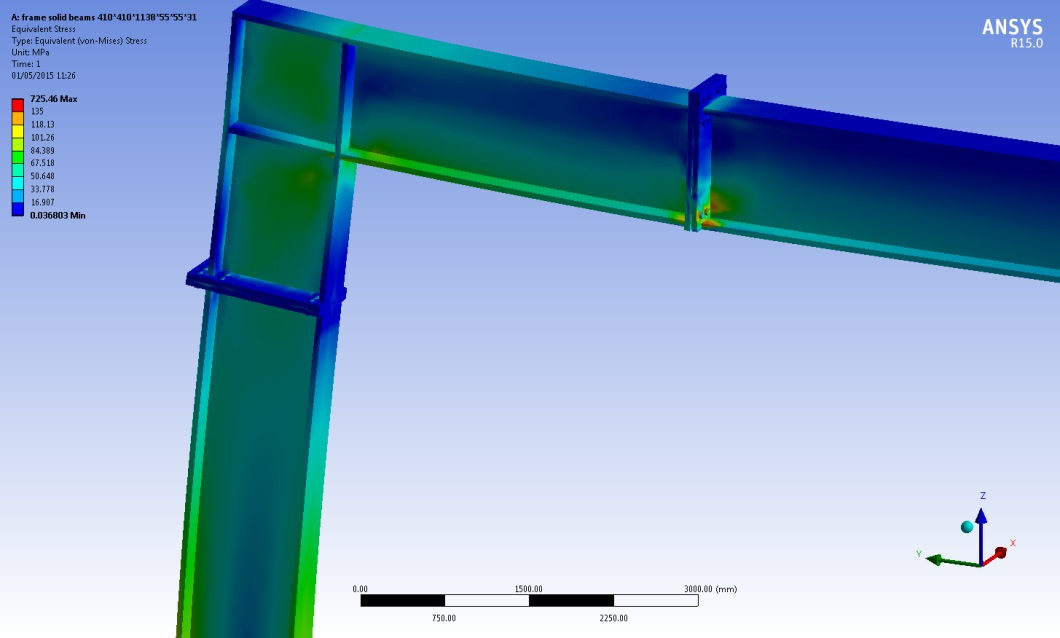 A: frame solid beams 410*410*1138*55*55*31
Equivalent Stress
Type: Equivalent (von-Mises) Stress
Unit: MPa
Time: 1
01/05/2015 11:26
725.46 Max
135
118.13
101.26
84.389
67.518
50.648
33.778
16.907
0.036803 Min
ANSYS
R15.0
Z
Y
X
0.00
1500.00
3000.00 (mm)
750.00
2250.00